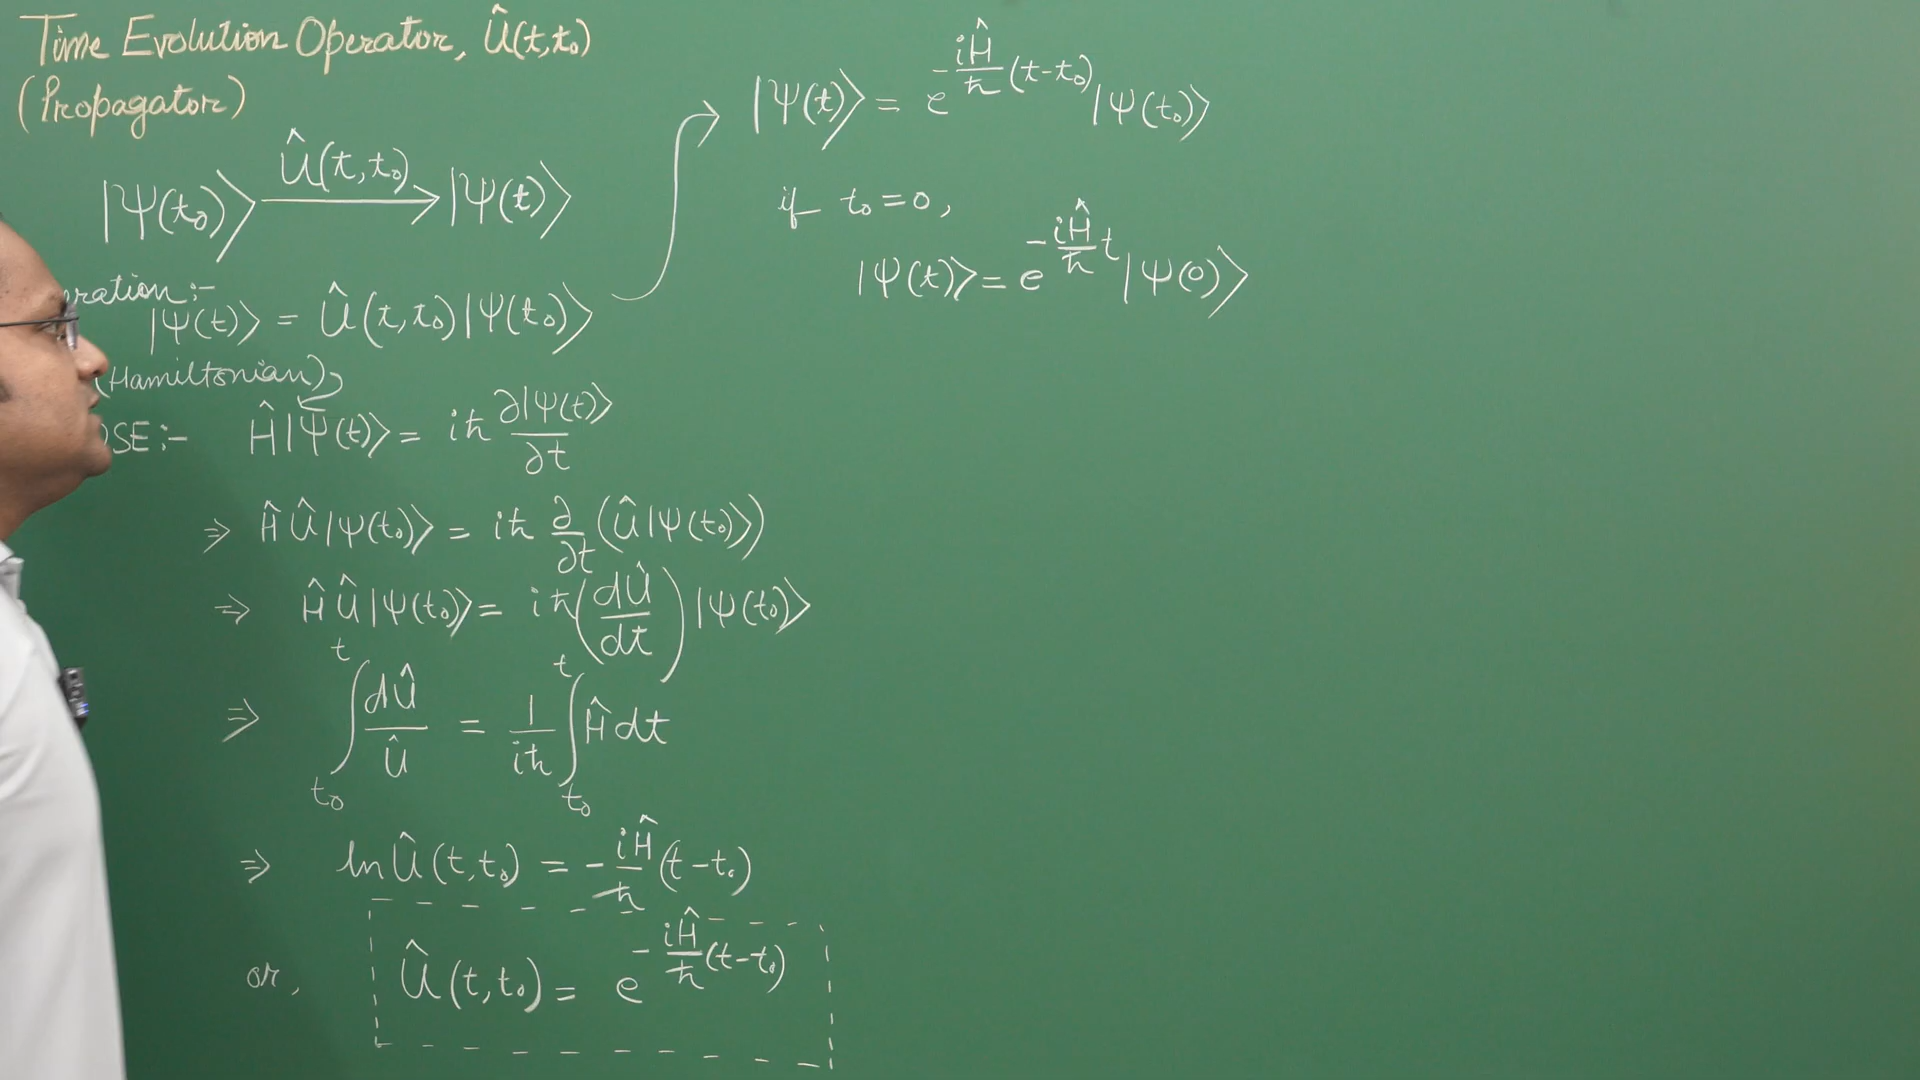 Time Evolution Operator, Û(t,t₀)
(Propagator)
|Ψ(t₀)⟩ —Û(t,t₀)→ |Ψ(t)⟩
eration:-
|Ψ(t)⟩ = Û(t,t₀)|Ψ(t₀)⟩
(Hamiltonian)
SE:- Ĥ|Ψ(t)⟩ = iħ ∂|Ψ(t)⟩/∂t
⇒ ĤÛ|Ψ(t₀)⟩ = iħ ∂/∂t (Û|Ψ(t₀)⟩)
⇒ ĤÛ|Ψ(t₀)⟩ = iħ(dÛ/dt)|Ψ(t₀)⟩
⇒ ∫_{t₀}^{t} dÛ/Û = 1/iħ ∫_{t₀}^{t} Ĥdt
⇒ ln Û(t,t₀) = -iĤ/ħ (t-t₀)
or, Û(t,t₀) = e^{-iĤ/ħ (t-t₀)}
|Ψ(t)⟩ = e^{-iĤ/ħ (t-t₀)}|Ψ(t₀)⟩
if t₀=0,
|Ψ(t)⟩ = e^{-iĤ/ħ t}|Ψ(0)⟩